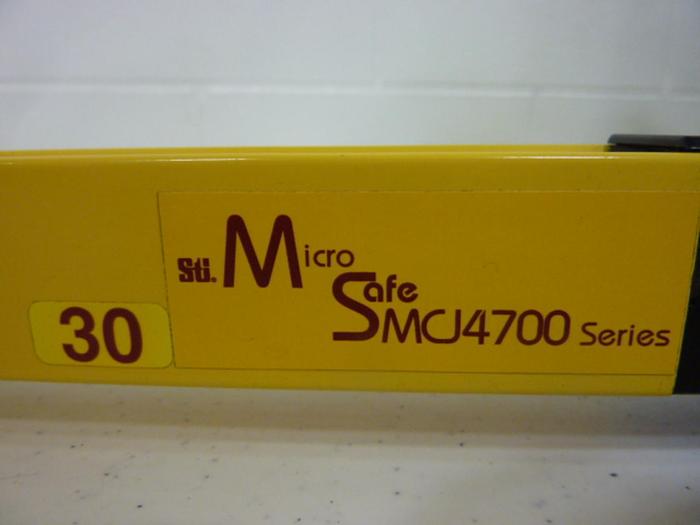 Sti. Micro
Safe
SMCJ4700 Series
30